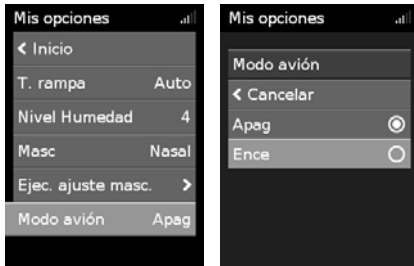 Mis opciones
< Inicio
T. rampa Auto
Nivel Humedad 4
Masc Nasal
Ejec. ajuste masc. >
Modo avión Apag
Mis opciones
Modo avión
< Cancelar
Apag
Ence